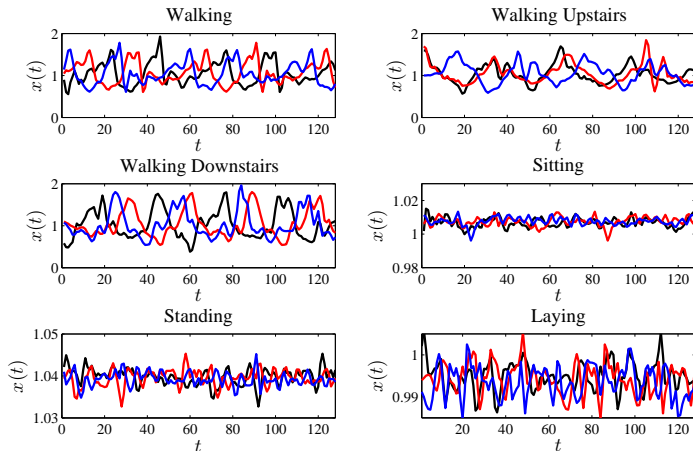 Walking
2
1
0
x(t)
0 20 40 60 80 100 120
t
Walking Upstairs
2
1
0
x(t)
0 20 40 60 80 100 120
t
Walking Downstairs
2
1
0
x(t)
0 20 40 60 80 100 120
t
Sitting
1.02
1
0.98
x(t)
0 20 40 60 80 100 120
t
Standing
1.05
1.04
1.03
x(t)
0 20 40 60 80 100 120
t
Laying
1
0.99
x(t)
0 20 40 60 80 100 120
t